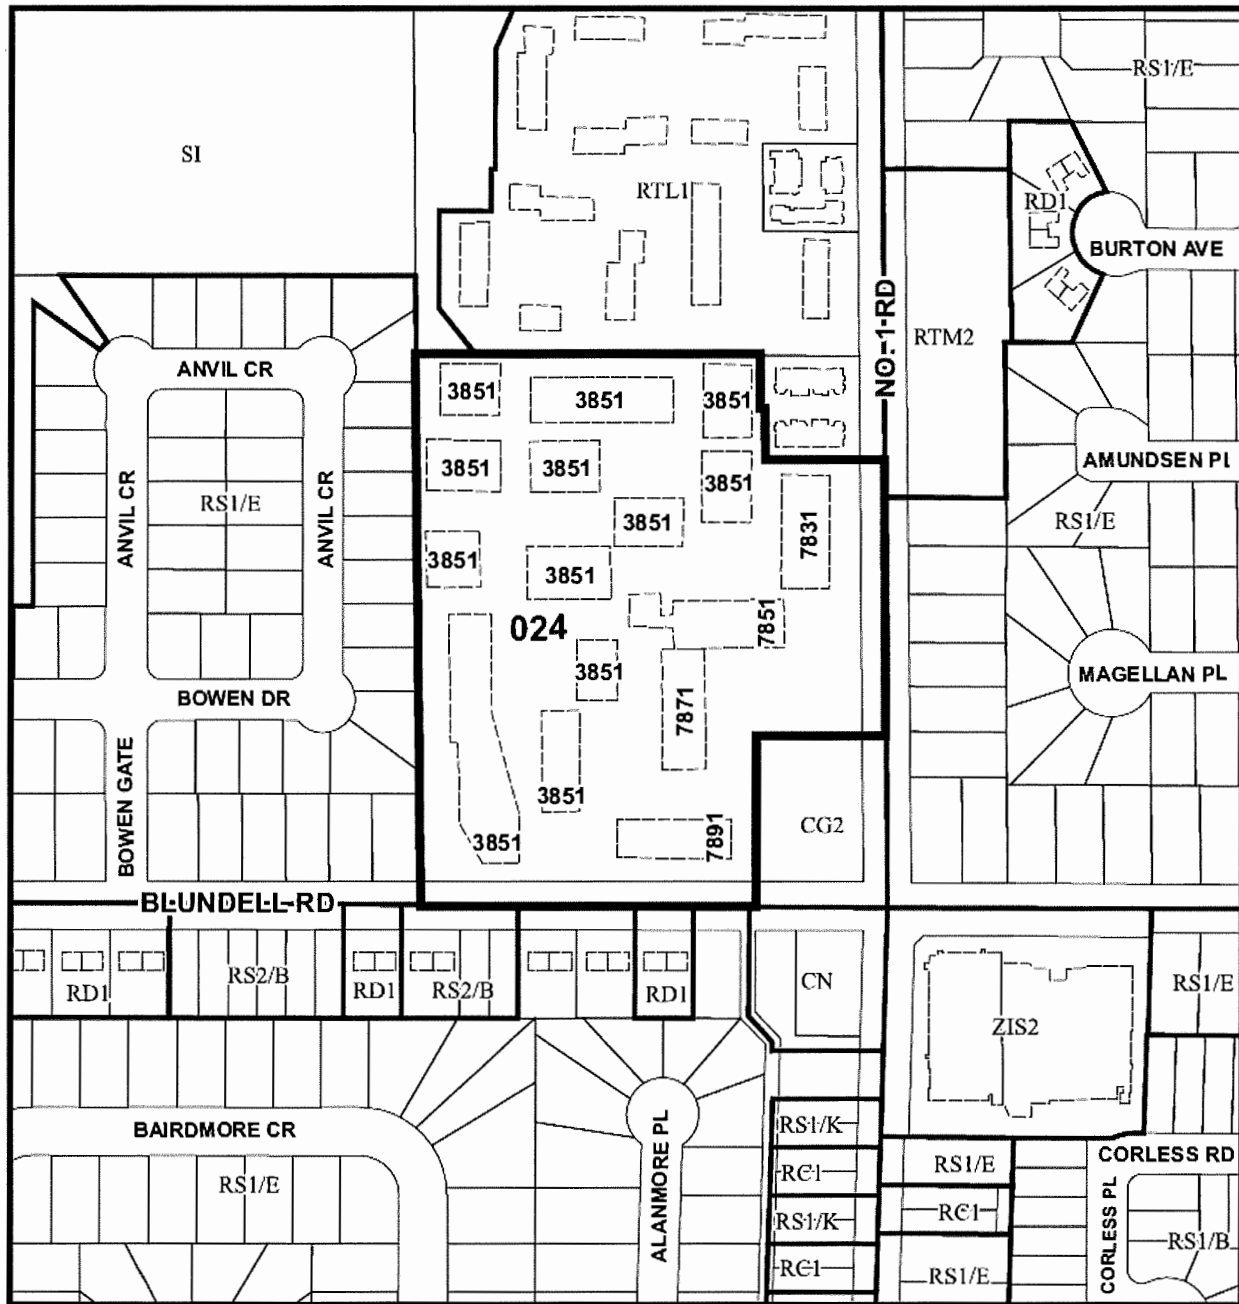 RS1/E
SI
RTL1
RD1
BURTON AVE
NO. 1 RD
RTM2
ANVIL CR
3851
3851
3851
AMUNDSEN PL
3851
3851
3851
ANVIL CR
RS1/E
ANVIL CR
3851
7831
RS1/E
3851
3851
024
7851
3851
MAGELLAN PL
BOWEN DR
7871
BOWEN GATE
3851
CG2
3851
7891
BLUNDELL RD
RD1
RS2/B
RD1
RS2/B
RD1
CN
RS1/E
ZIS2
BAIRDMORE CR
RS1/K
ALANMORE PL
RS1/E
CORLESS RD
RS1/E
RC1
RC1
CORLESS PL
RS1/K
RS1/B
RC1
RS1/E